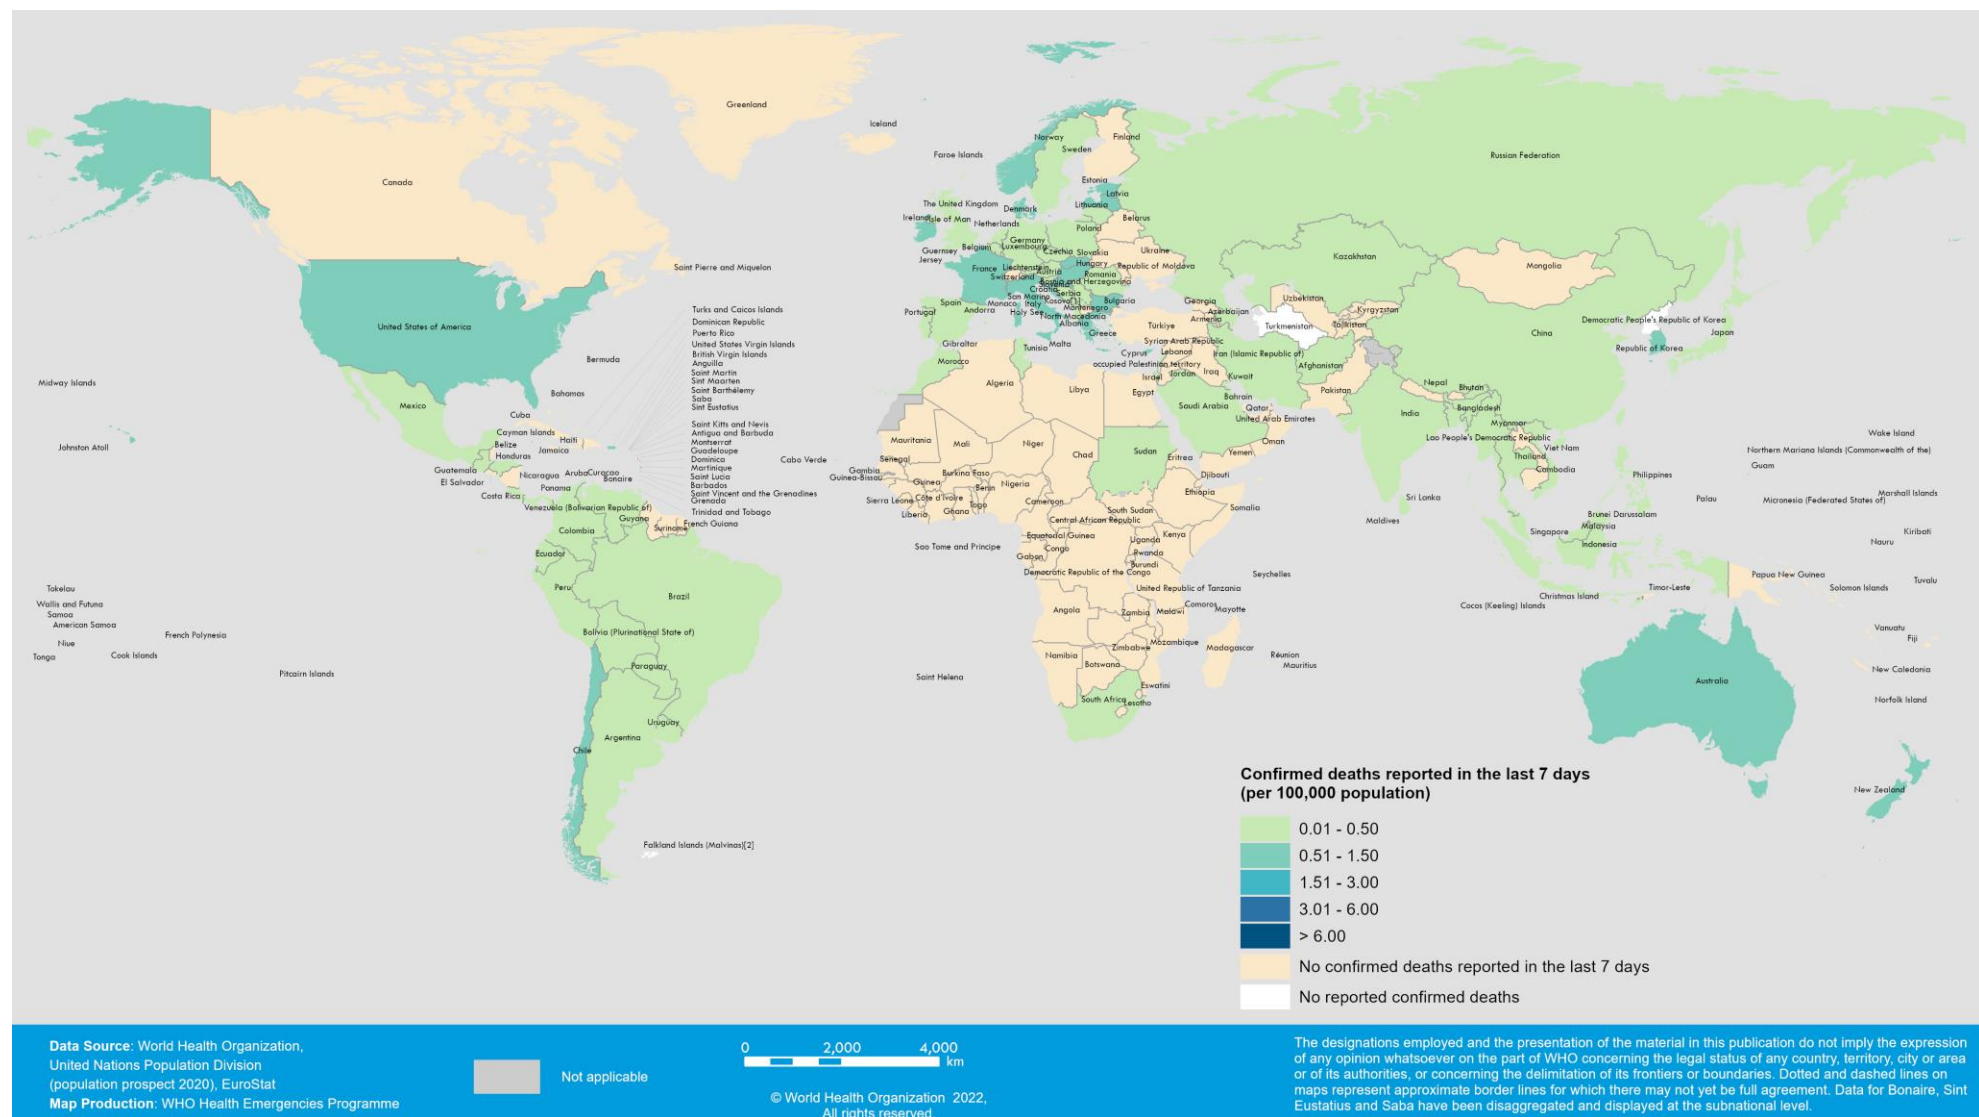 Greenland
Iceland
Faroe Islands
Norway
Sweden
Finland
Russian Federation
Canada
Estonia
Latvia
Lithuania
The United Kingdom
Denmark
Ireland
Isle of Man
Netherlands
Belarus
Poland
Germany
Guernsey
Jersey
Belgium
Luxembourg
Czechia
Slovakia
Ukraine
Kazakhstan
Mongolia
Saint Pierre and Miquelon
France
Liechtenstein
Austria
Hungary
Republic of Moldova
Switzerland
Romania
Bosnia and Herzegovina
Croatia
Serbia
San Marino
Monaco
Italy
Kosovo[1]
Bulgaria
Montenegro
Holy See
North Macedonia
Albania
Greece
Spain
Portugal
Andorra
Georgia
Azerbaijan
Armenia
Uzbekistan
Kyrgyzstan
Turkmenistan
Tajikistan
Democratic People's Republic of Korea
Japan
China
Republic of Korea
United States of America
Turks and Caicos Islands
Dominican Republic
Puerto Rico
United States Virgin Islands
British Virgin Islands
Anguilla
Saint Martin
Sint Maarten
Saint Barthélemy
Saba
Sint Eustatius
Saint Kitts and Nevis
Antigua and Barbuda
Montserrat
Guadeloupe
Dominica
Martinique
Saint Lucia
Barbados
Saint Vincent and the Grenadines
Grenada
Trinidad and Tobago
Bermuda
Bahamas
Midway Islands
Johnston Atoll
Mexico
Cuba
Cayman Islands
Haiti
Belize
Jamaica
Honduras
Guatemala
Nicaragua
Aruba
Curacao
El Salvador
Bonaire
Panama
Costa Rica
Venezuela (Bolivarian Republic of)
Guyana
Suriname
French Guiana
Colombia
Ecuador
Peru
Brazil
Bolivia (Plurinational State of)
Paraguay
Uruguay
Argentina
Chile
Falkland Islands (Malvinas)[2]
Gibraltar
Tunisia
Malta
Türkiye
Syrian Arab Republic
Cyprus
Lebanon
Iran (Islamic Republic of)
Morocco
occupied Palestinian territory
Israel
Jordan
Iraq
Kuwait
Afghanistan
Algeria
Libya
Egypt
Bahrain
Saudi Arabia
Qatar
United Arab Emirates
Pakistan
Nepal
Bhutan
India
Bangladesh
Myanmar
Lao People's Democratic Republic
Viet Nam
Thailand
Cambodia
Philippines
Oman
Yemen
Mauritania
Mali
Niger
Chad
Sudan
Eritrea
Cabo Verde
Senegal
Gambia
Guinea-Bissau
Burkina Faso
Guinea
Benin
Nigeria
Djibouti
Ethiopia
Sierra Leone
Côte d'Ivoire
Togo
Cameroon
Liberia
Ghana
South Sudan
Somalia
Central African Republic
Sao Tome and Principe
Equatorial Guinea
Uganda
Kenya
Congo
Gabon
Rwanda
Burundi
Democratic Republic of the Congo
United Republic of Tanzania
Seychelles
Angola
Zambia
Malawi
Comoros
Mayotte
Namibia
Zimbabwe
Mozambique
Madagascar
Botswana
Réunion
Mauritius
Saint Helena
Eswatini
South Africa
Lesotho
Sri Lanka
Maldives
Singapore
Brunei Darussalam
Malaysia
Indonesia
Palau
Wake Island
Northern Mariana Islands (Commonwealth of the)
Guam
Marshall Islands
Micronesia (Federated States of)
Kiribati
Nauru
Papua New Guinea
Tuvalu
Solomon Islands
Timor-Leste
Christmas Island
Cocos (Keeling) Islands
Vanuatu
Fiji
New Caledonia
Norfolk Island
Australia
New Zealand
Tokelau
Wallis and Futuna
Samoa
American Samoa
Niue
French Polynesia
Tonga
Cook Islands
Pitcairn Islands
Confirmed deaths reported in the last 7 days
(per 100,000 population)
0.01 - 0.50
0.51 - 1.50
1.51 - 3.00
3.01 - 6.00
> 6.00
No confirmed deaths reported in the last 7 days
No reported confirmed deaths
Data Source: World Health Organization,
United Nations Population Division
(population prospect 2020), EuroStat
Map Production: WHO Health Emergencies Programme
Not applicable
0 2,000 4,000
km
© World Health Organization 2022,
All rights reserved
The designations employed and the presentation of the material in this publication do not imply the expression
of any opinion whatsoever on the part of WHO concerning the legal status of any country, territory, city or area
or of its authorities, or concerning the delimitation of its frontiers or boundaries. Dotted and dashed lines on
maps represent approximate border lines for which there may not yet be full agreement. Data for Bonaire, Sint
Eustatius and Saba have been disaggregated and displayed at the subnational level.